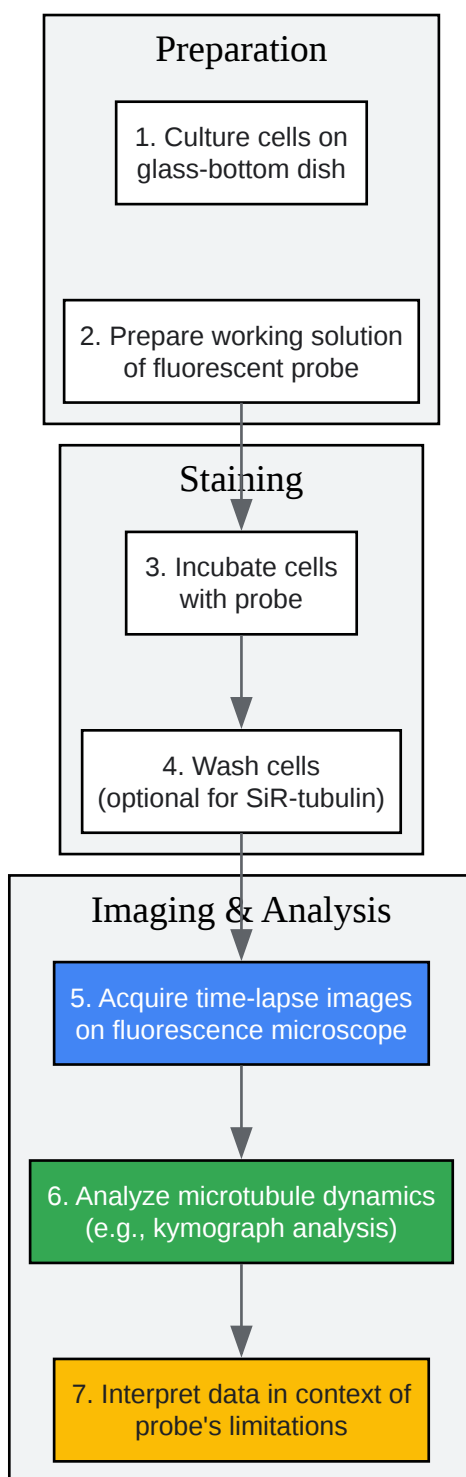 Preparation
1. Culture cells on
glass-bottom dish
2. Prepare working solution
of fluorescent probe
Staining
3. Incubate cells
with probe
4. Wash cells
(optional for SiR-tubulin)
Imaging & Analysis
5. Acquire time-lapse images
on fluorescence microscope
6. Analyze microtubule dynamics
(e.g., kymograph analysis)
7. Interpret data in context of
probe's limitations